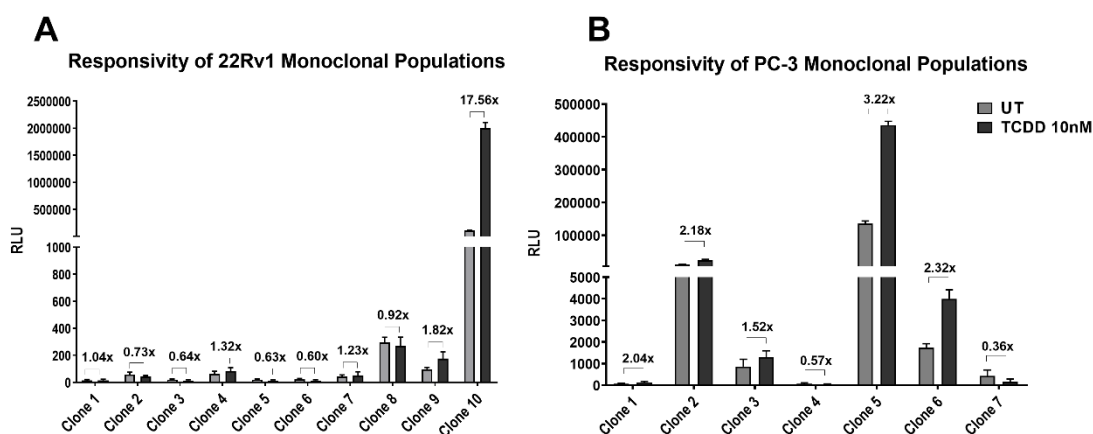 A
Responsivity of 22Rv1 Monoclonal Populations
RLU
2500000
2000000
1500000
1000000
500000
1000
800
600
400
200
0
1.04x
0.73x
0.64x
1.32x
0.63x
0.60x
1.23x
0.92x
1.82x
17.56x
Clone 1
Clone 2
Clone 3
Clone 4
Clone 5
Clone 6
Clone 7
Clone 8
Clone 9
Clone 10
B
Responsivity of PC-3 Monoclonal Populations
RLU
500000
400000
300000
200000
100000
5000
4000
3000
2000
1000
0
2.04x
2.18x
1.52x
0.57x
3.22x
2.32x
0.36x
Clone 1
Clone 2
Clone 3
Clone 4
Clone 5
Clone 6
Clone 7
UT
TCDD 10nM